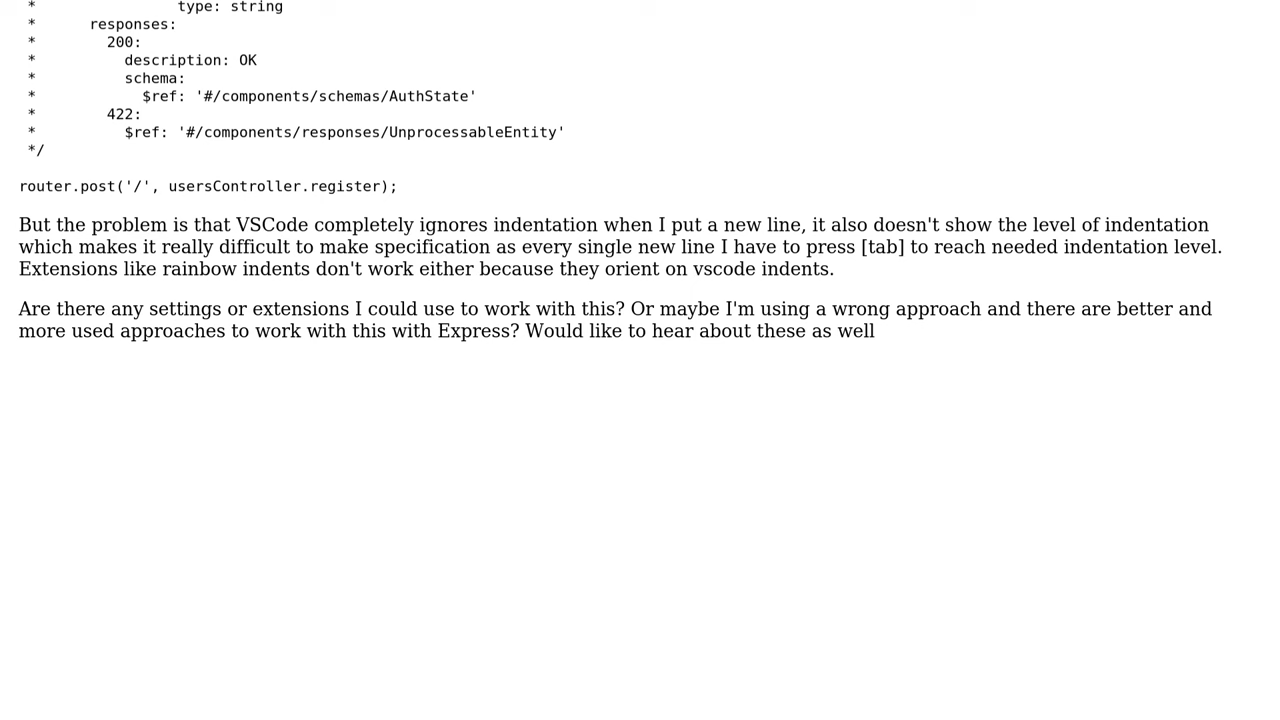 *                type: string
*      responses:
*        200:
*          description: OK
*          schema:
*            $ref: '#/components/schemas/AuthState'
*        422:
*          $ref: '#/components/responses/UnprocessableEntity'
*/
router.post('/', usersController.register);
But the problem is that VSCode completely ignores indentation when I put a new line, it also doesn't show the level of indentation
which makes it really difficult to make specification as every single new line I have to press [tab] to reach needed indentation level.
Extensions like rainbow indents don't work either because they orient on vscode indents.
Are there any settings or extensions I could use to work with this? Or maybe I'm using a wrong approach and there are better and
more used approaches to work with this with Express? Would like to hear about these as well